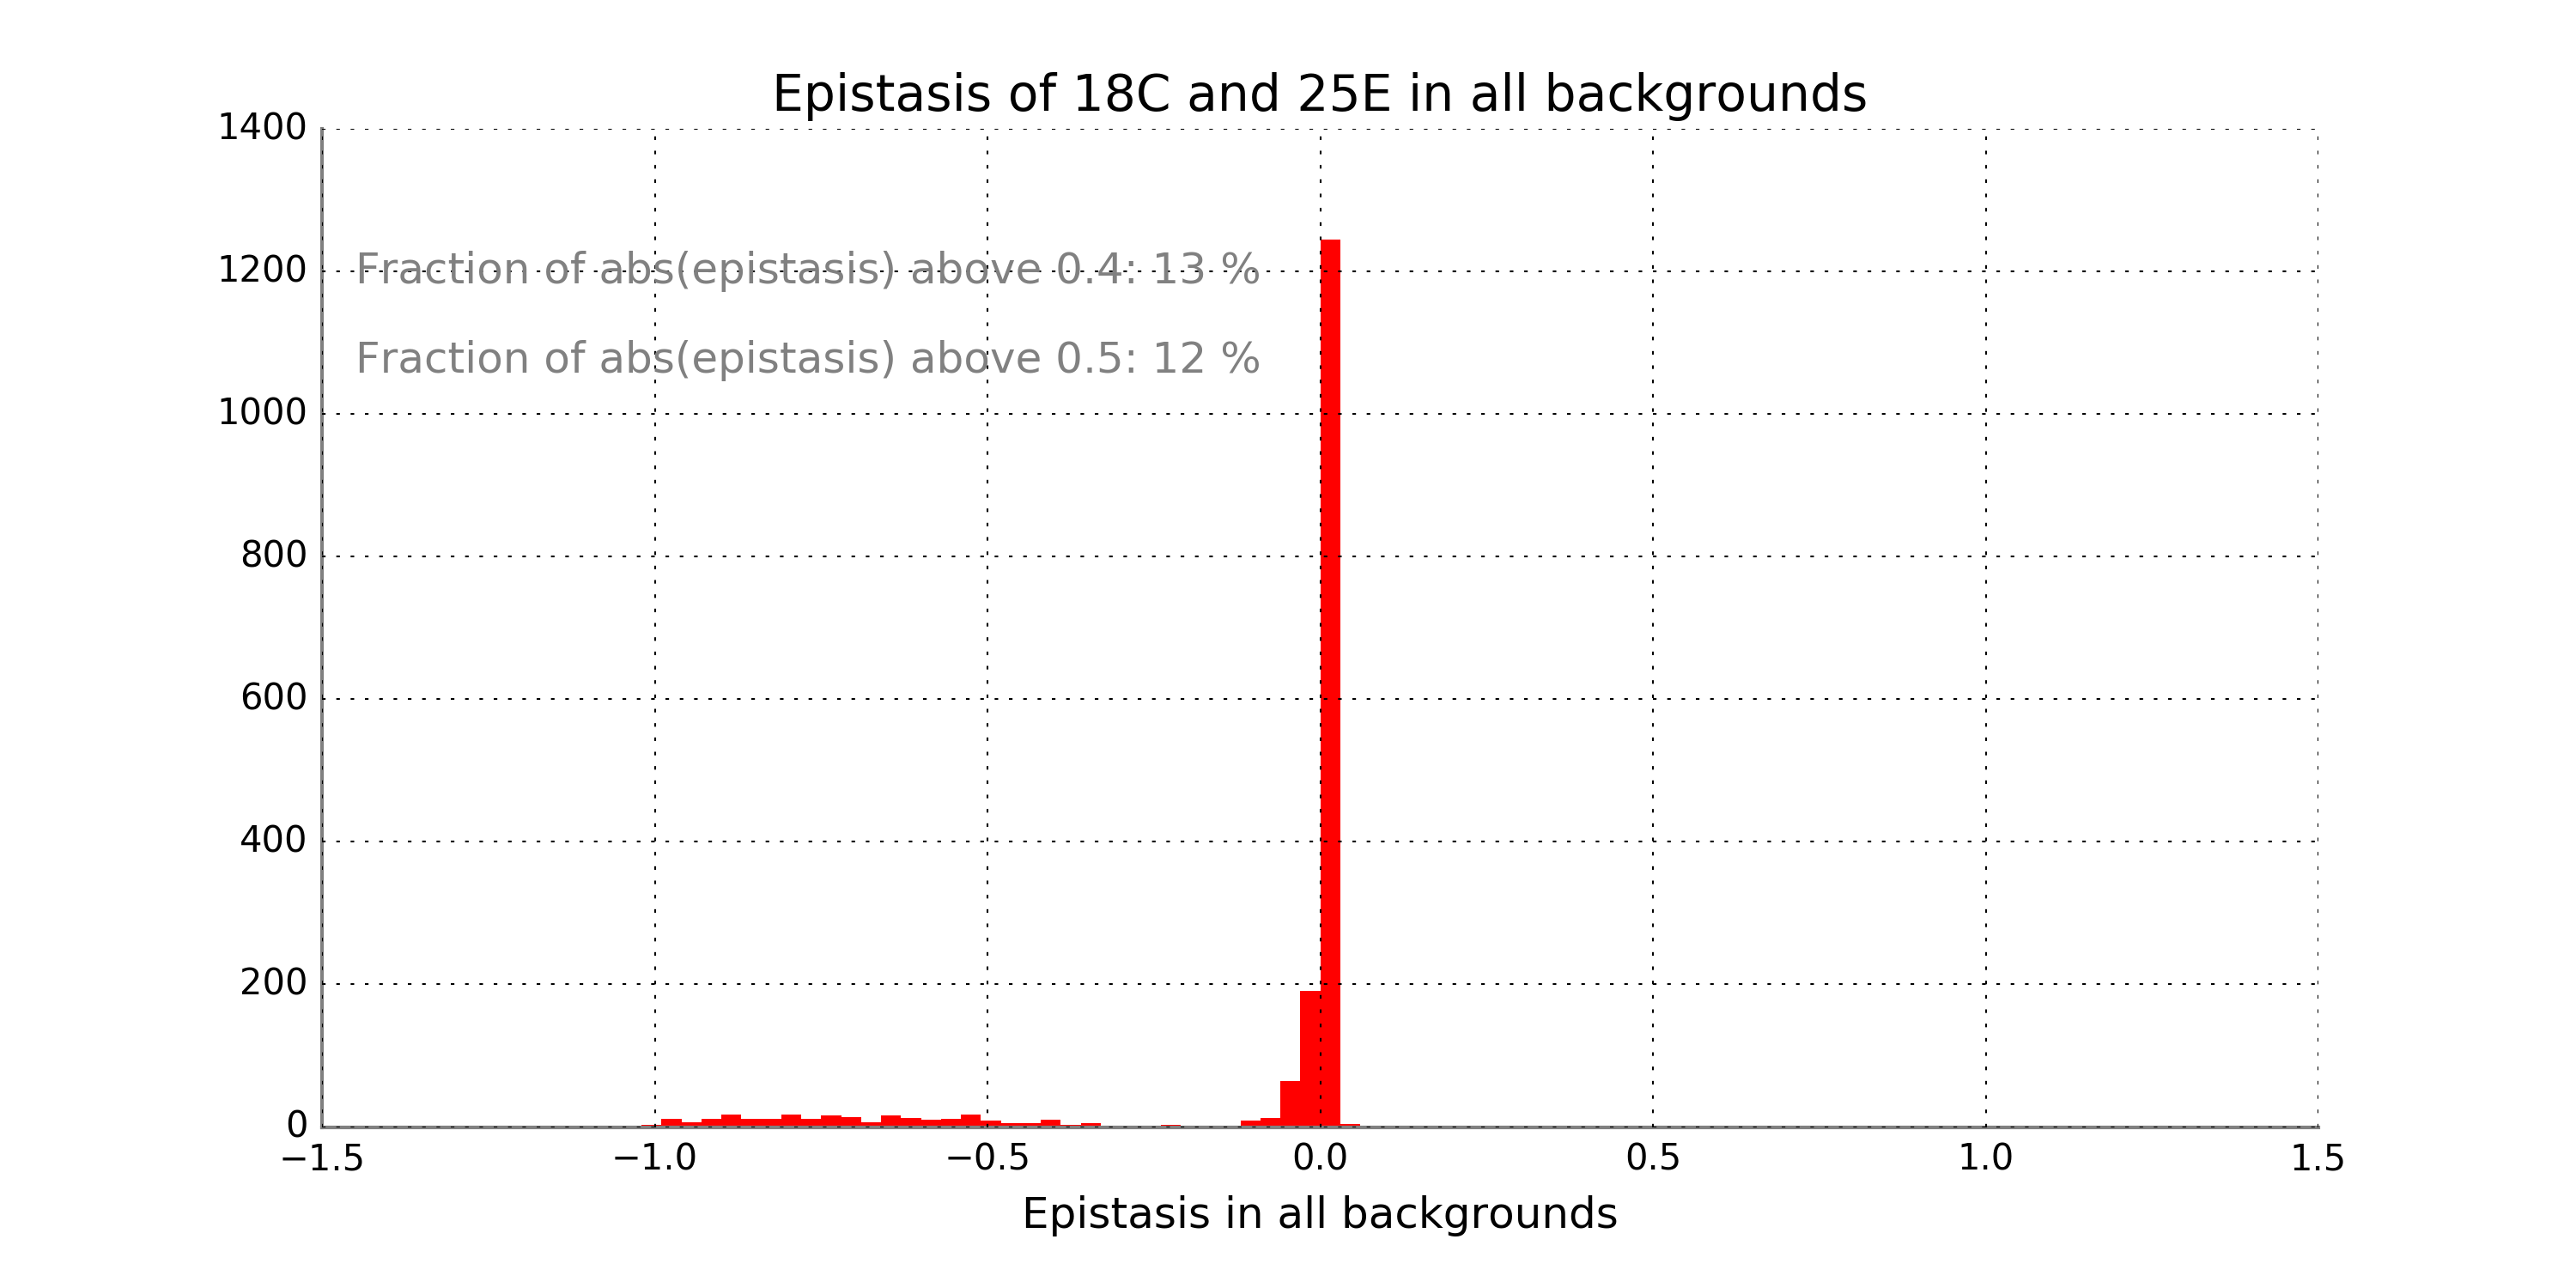 Epistasis of 18C and 25E in all backgrounds
1400
1200
Fraction of abs(epistasis) above 0.4: 13 %
Fraction of abs(epistasis) above 0.5: 12 %
1000
800
600
400
200
0
−1.5 −1.0 −0.5 0.0 0.5 1.0 1.5
Epistasis in all backgrounds